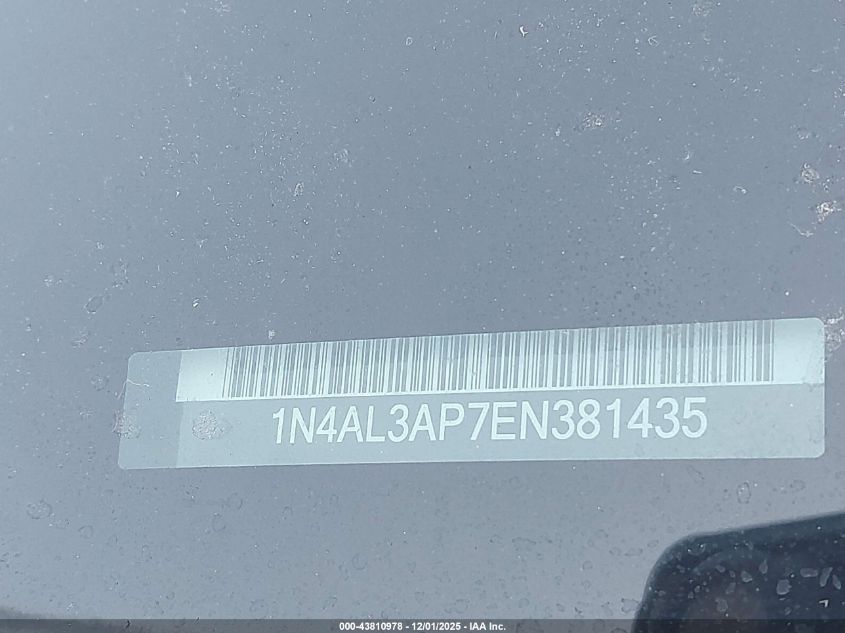 1N4AL3AP7EN381435
000-43810978 - 12/01/2025 - IAA Inc.